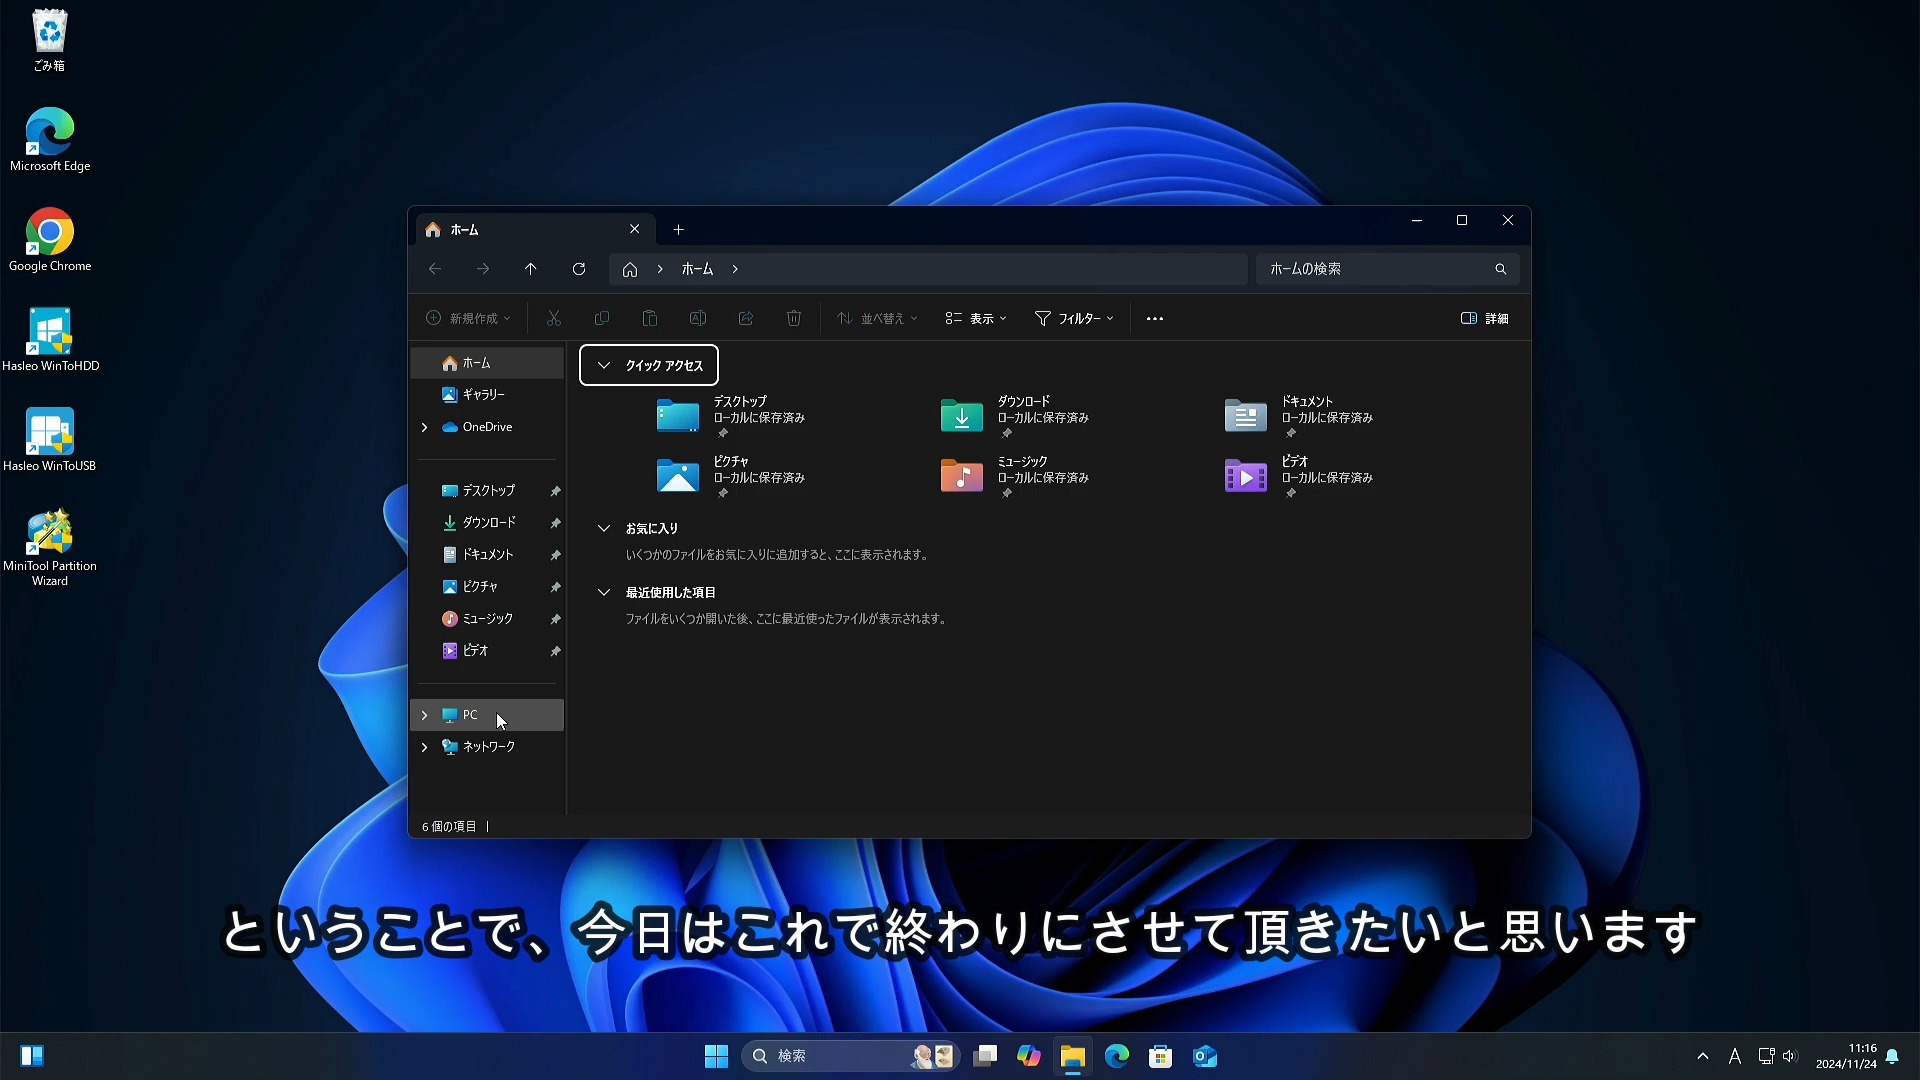 ごみ箱
Microsoft Edge
Google Chrome
Hasleo WinToHDD
Hasleo WinToUSB
MiniTool Partition
Wizard
ホーム
ホーム
ホームの検索
新規作成
並べ替え
表示
フィルター
詳細
ホーム
ギャラリー
OneDrive
デスクトップ
ダウンロード
ドキュメント
ピクチャ
ミュージック
ビデオ
PC
ネットワーク
クイック アクセス
デスクトップ
ローカルに保存済み
ダウンロード
ローカルに保存済み
ドキュメント
ローカルに保存済み
ピクチャ
ローカルに保存済み
ミュージック
ローカルに保存済み
ビデオ
ローカルに保存済み
お気に入り
いくつかのファイルをお気に入りに追加すると、ここに表示されます。
最近使用した項目
ファイルをいくつか開いた後、ここに最近使ったファイルが表示されます。
6 個の項目
ということで、今日はこれで終わりにさせて頂きたいと思います
検索
A
11:16
2024/11/24